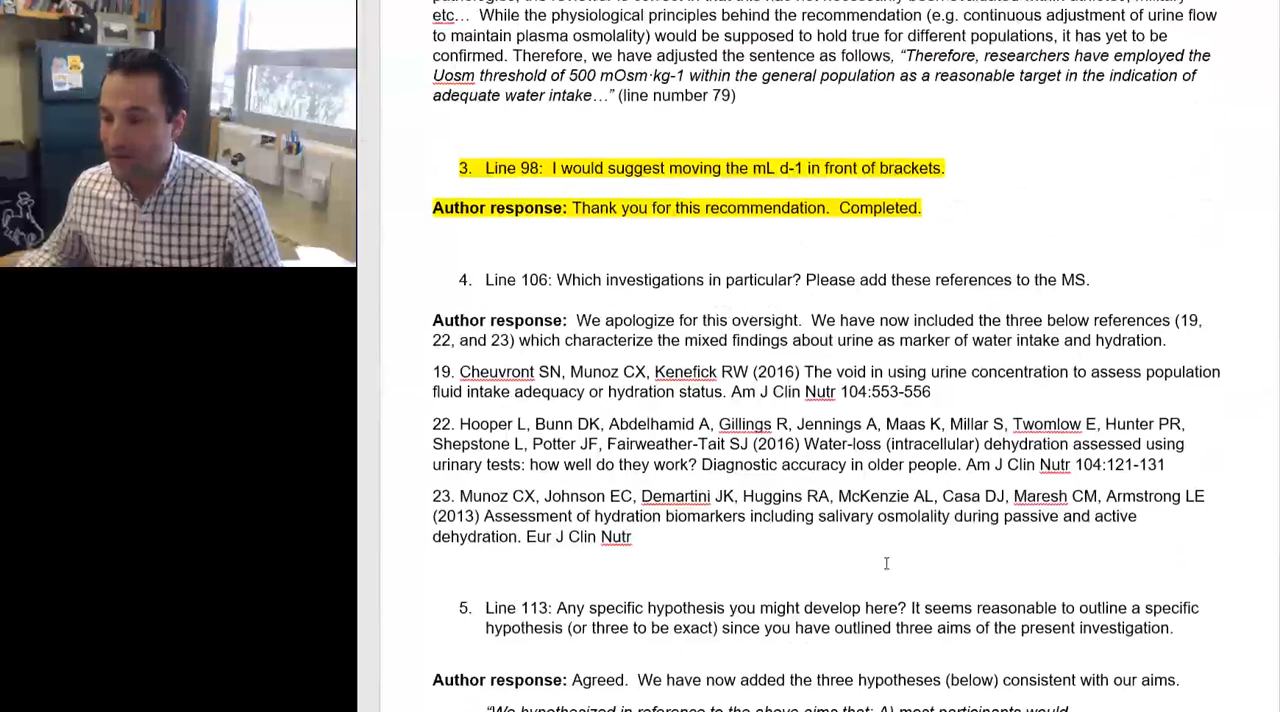 etc… While the physiological principles behind the recommendation (e.g. continuous adjustment of urine flow
to maintain plasma osmolality) would be supposed to hold true for different populations, it has yet to be
confirmed. Therefore, we have adjusted the sentence as follows, “Therefore, researchers have employed the
Uosm threshold of 500 mOsm·kg-1 within the general population as a reasonable target in the indication of
adequate water intake…” (line number 79)
3. Line 98: I would suggest moving the mL d-1 in front of brackets.
Author response: Thank you for this recommendation. Completed.
4. Line 106: Which investigations in particular? Please add these references to the MS.
Author response: We apologize for this oversight. We have now included the three below references (19,
22, and 23) which characterize the mixed findings about urine as marker of water intake and hydration.
19. Cheuvront SN, Munoz CX, Kenefick RW (2016) The void in using urine concentration to assess population
fluid intake adequacy or hydration status. Am J Clin Nutr 104:553-556
22. Hooper L, Bunn DK, Abdelhamid A, Gillings R, Jennings A, Maas K, Millar S, Twomlow E, Hunter PR,
Shepstone L, Potter JF, Fairweather-Tait SJ (2016) Water-loss (intracellular) dehydration assessed using
urinary tests: how well do they work? Diagnostic accuracy in older people. Am J Clin Nutr 104:121-131
23. Munoz CX, Johnson EC, Demartini JK, Huggins RA, McKenzie AL, Casa DJ, Maresh CM, Armstrong LE
(2013) Assessment of hydration biomarkers including salivary osmolality during passive and active
dehydration. Eur J Clin Nutr
5. Line 113: Any specific hypothesis you might develop here? It seems reasonable to outline a specific
hypothesis (or three to be exact) since you have outlined three aims of the present investigation.
Author response: Agreed. We have now added the three hypotheses (below) consistent with our aims.
“We hypothesized in reference to the above aims that: A) most participants would